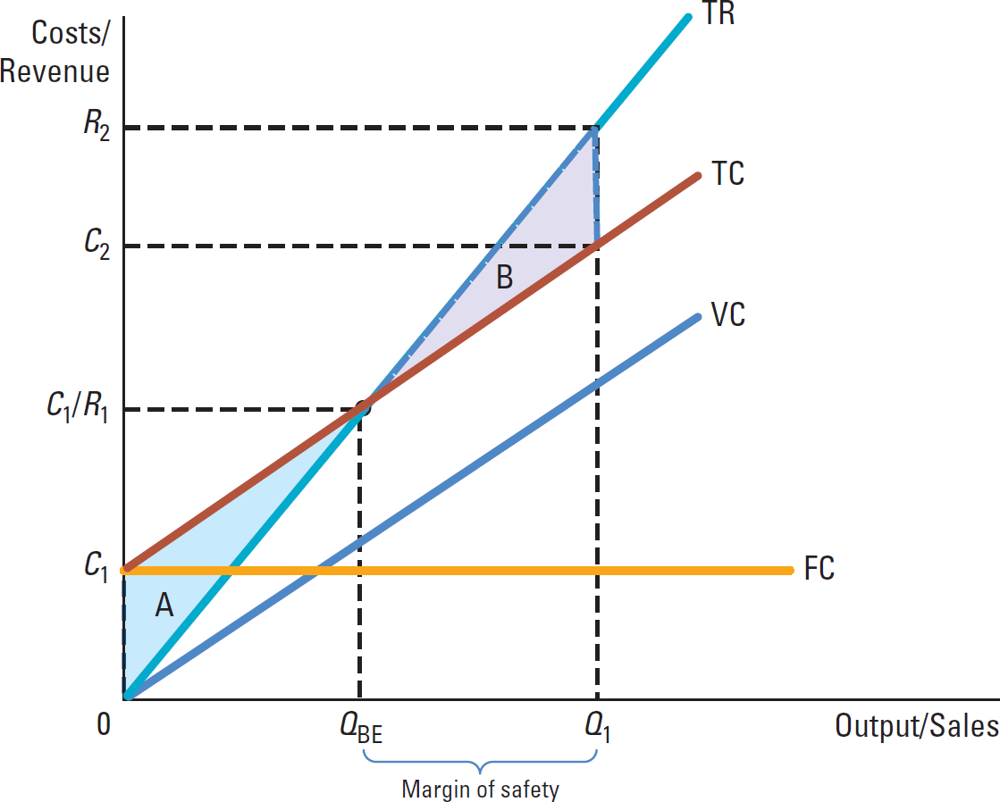 Costs/
Revenue
TR
R2
TC
C2
B
VC
C1/R1
C1
FC
A
0
QBE
Q1
Output/Sales
Margin of safety